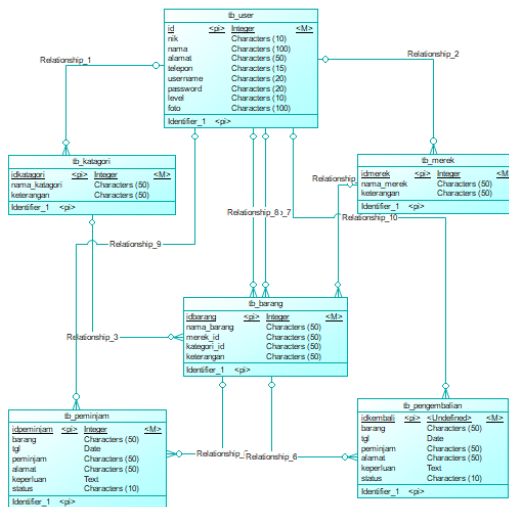 tb_user
id <pi> Integer <M>
nik Characters (10)
nama Characters (100)
alamat Characters (50)
telepon Characters (15)
username Characters (20)
password Characters (20)
level Characters (10)
foto Characters (100)
Identifier_1 <pi>
Relationship_1
Relationship_2
tb_katagori
idkatagori <pi> Integer <M>
nama_katagori Characters (50)
keterangan Characters (50)
Identifier_1 <pi>
tb_merek
idmerek <pi> Integer <M>
nama_merek Characters (50)
keterangan Characters (50)
Identifier_1 <pi>
Relationship
Relationship_8
_7
Relationship_10
Relationship_9
tb_barang
idbarang <pi> Integer <M>
nama_barang Characters (50)
merek_id Characters (50)
kategori_id Characters (50)
keterangan Characters (50)
Identifier_1 <pi>
Relationship_3
tb_peminjam
idpeminjam <pi> Integer <M>
barang Characters (50)
tgl Date
peminjam Characters (50)
alamat Characters (50)
keperluan Text
status Characters (10)
Identifier_1 <pi>
Relationship_6
tb_pengembalian
idkembali <pi> <Undefined> <M>
barang Characters (50)
tgl Date
peminjam Characters (50)
alamat Characters (50)
keperluan Text
status Characters (10)
Identifier_1 <pi>